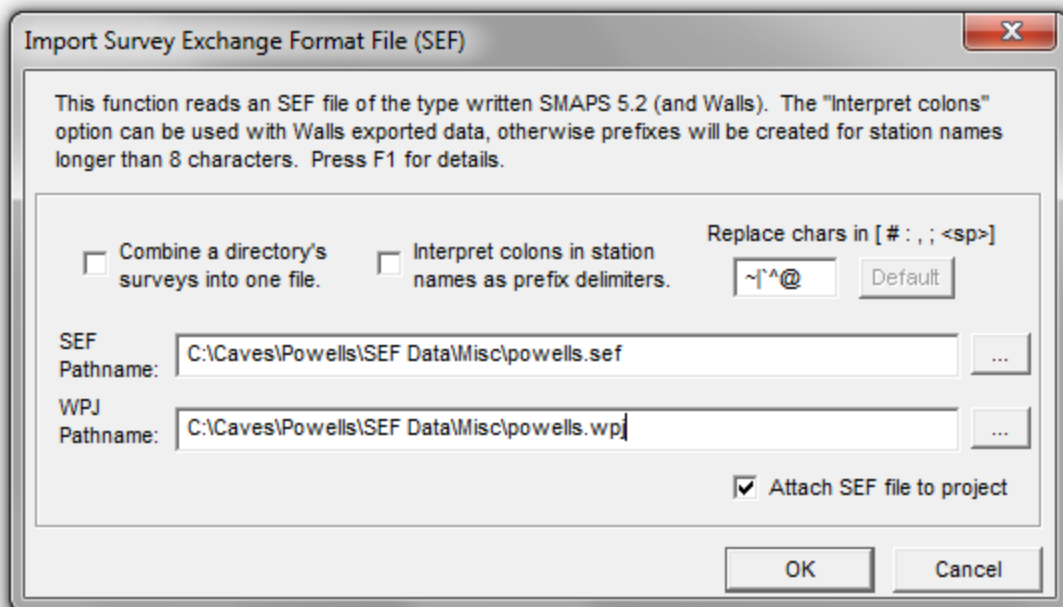 Import Survey Exchange Format File (SEF)
This function reads an SEF file of the type written SMAPS 5.2 (and Walls). The "Interpret colons"
option can be used with Walls exported data, otherwise prefixes will be created for station names
longer than 8 characters. Press F1 for details.
Replace chars in [ # : , ; <sp>]
Combine a directory's
surveys into one file.
Interpret colons in station
names as prefix delimiters.
~|`^@
Default
SEF
Pathname:
C:\Caves\Powells\SEF Data\Misc\powells.sef
...
WPJ
Pathname:
C:\Caves\Powells\SEF Data\Misc\powells.wpj
...
Attach SEF file to project
OK
Cancel